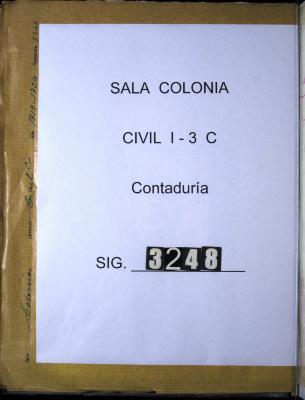 SALA COLONIA
CIVIL I - 3 C
Contaduría
SIG. 3248